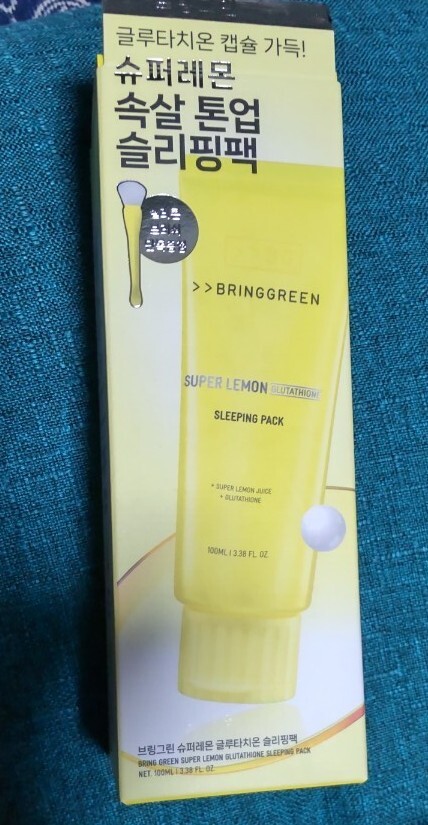 글루타치온 캡슐 가득!
슈퍼레몬
속살 톤업
슬리핑팩
>>BRINGGREEN
SUPER LEMON GLUTATHIONE
SLEEPING PACK
+ SUPER LEMON JUICE
+ GLUTATHIONE
100ML | 3.38 FL. OZ.
브링그린 슈퍼레몬 글루타치온 슬리핑팩
BRING GREEN SUPER LEMON GLUTATHIONE SLEEPING PACK
NET. 100ML | 3.38 FL. OZ.